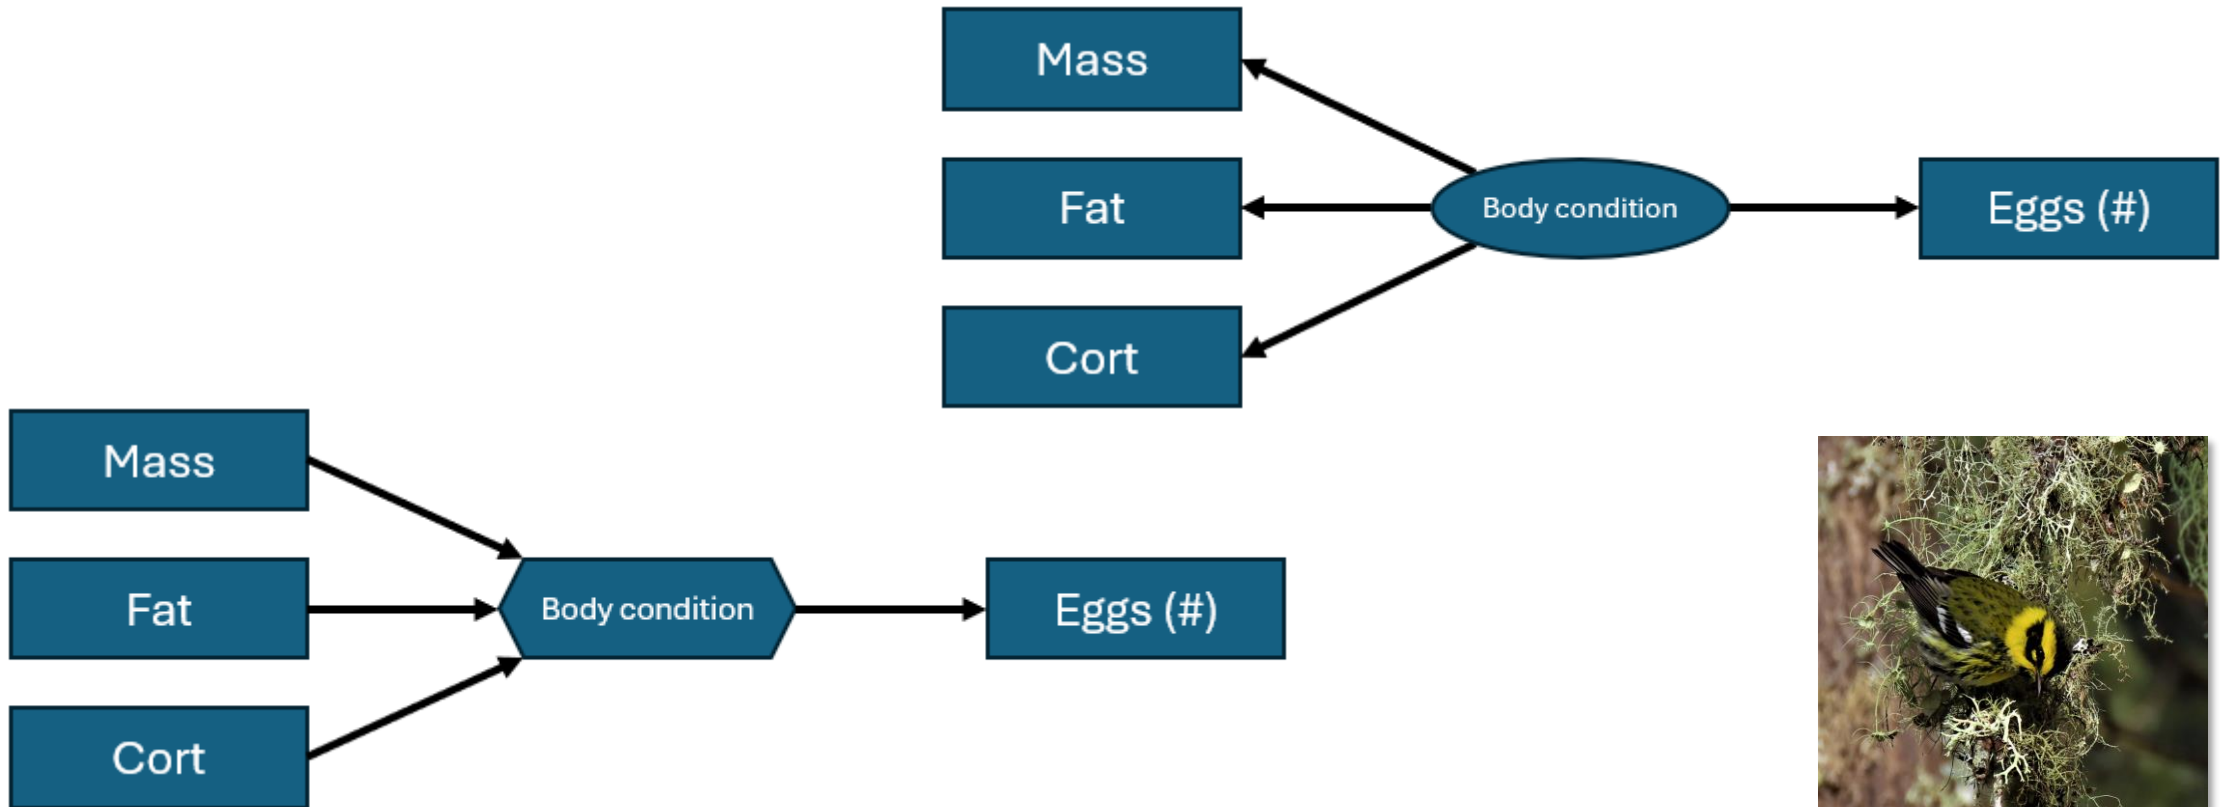 Mass
Fat
Body condition
Eggs (#)
Cort
Mass
Fat
Body condition
Eggs (#)
Cort